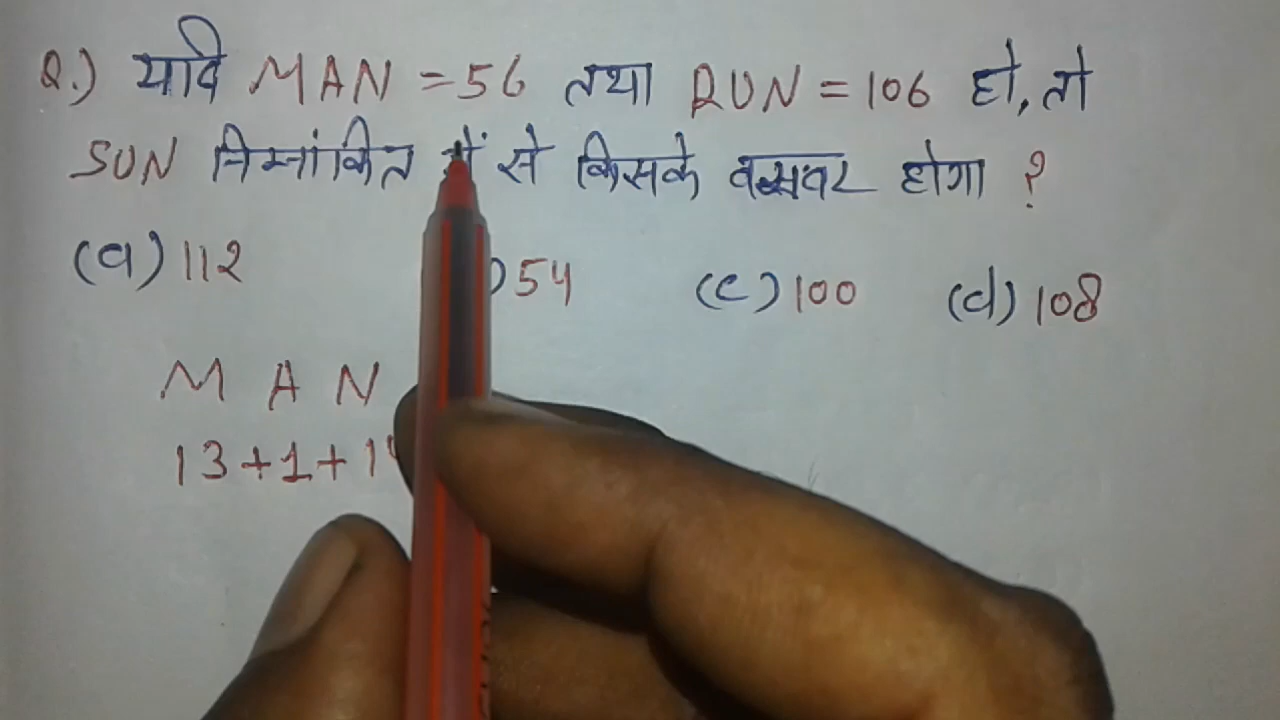 Q.) यदि MAN = 56 तथा RUN = 106 हो, तो
SUN निम्नांकित में से किसके बराबर होगा ?
(a) 112 ) 54 (c) 100 (d) 108
M A N
13+1+1